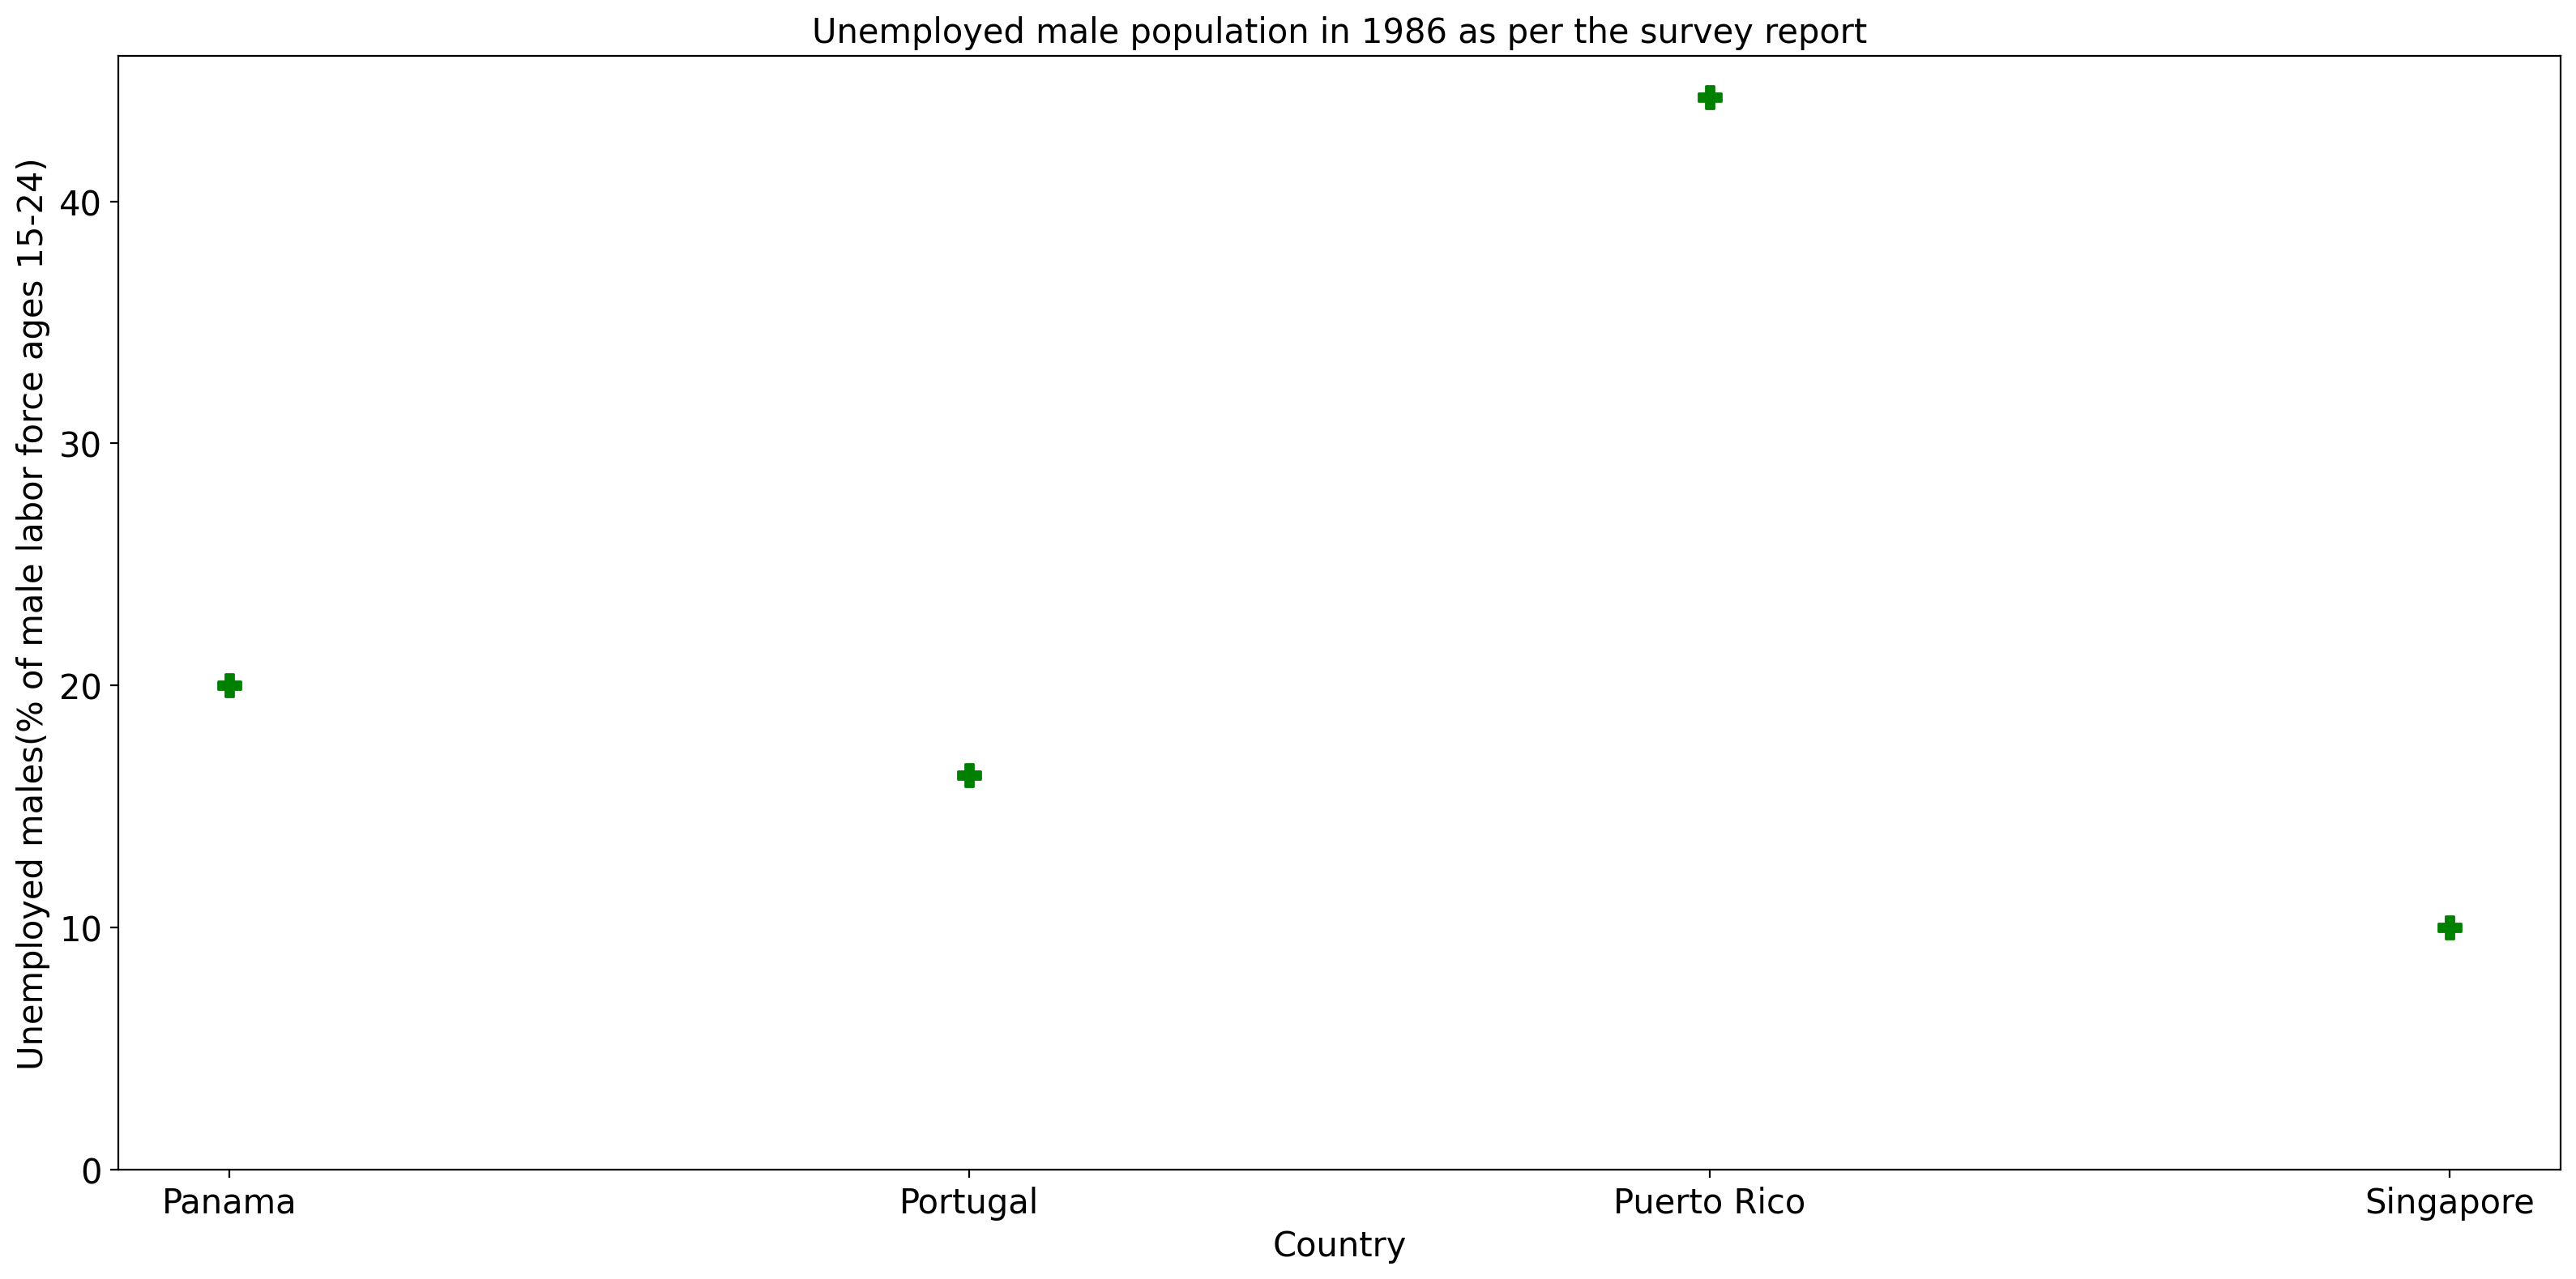 Unemployed male population in 1986 as per the survey report
Unemployed males(% of male labor force ages 15-24)
40
30
20
10
0
Panama
Portugal
Puerto Rico
Singapore
Country